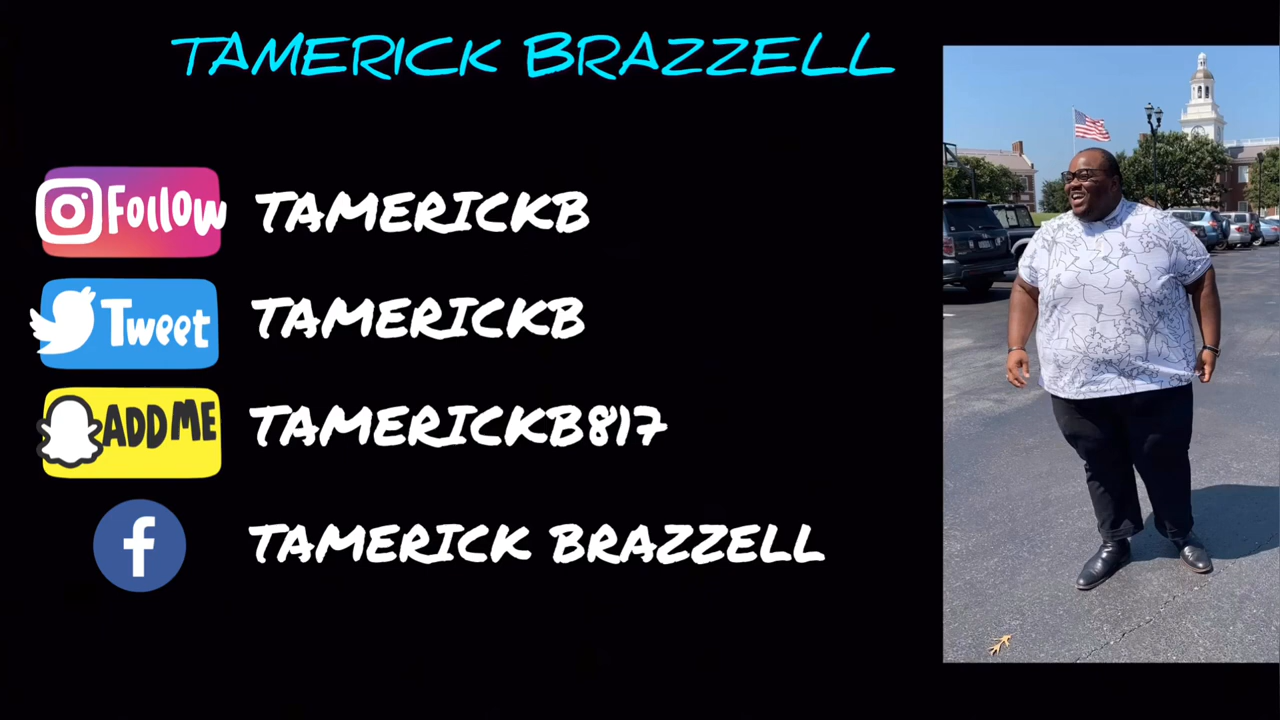 TAMERICK BRAZZELL
Follow TAMERICKB
Tweet TAMERICKB
ADD ME TAMERICKB817
f TAMERICK BRAZZELL